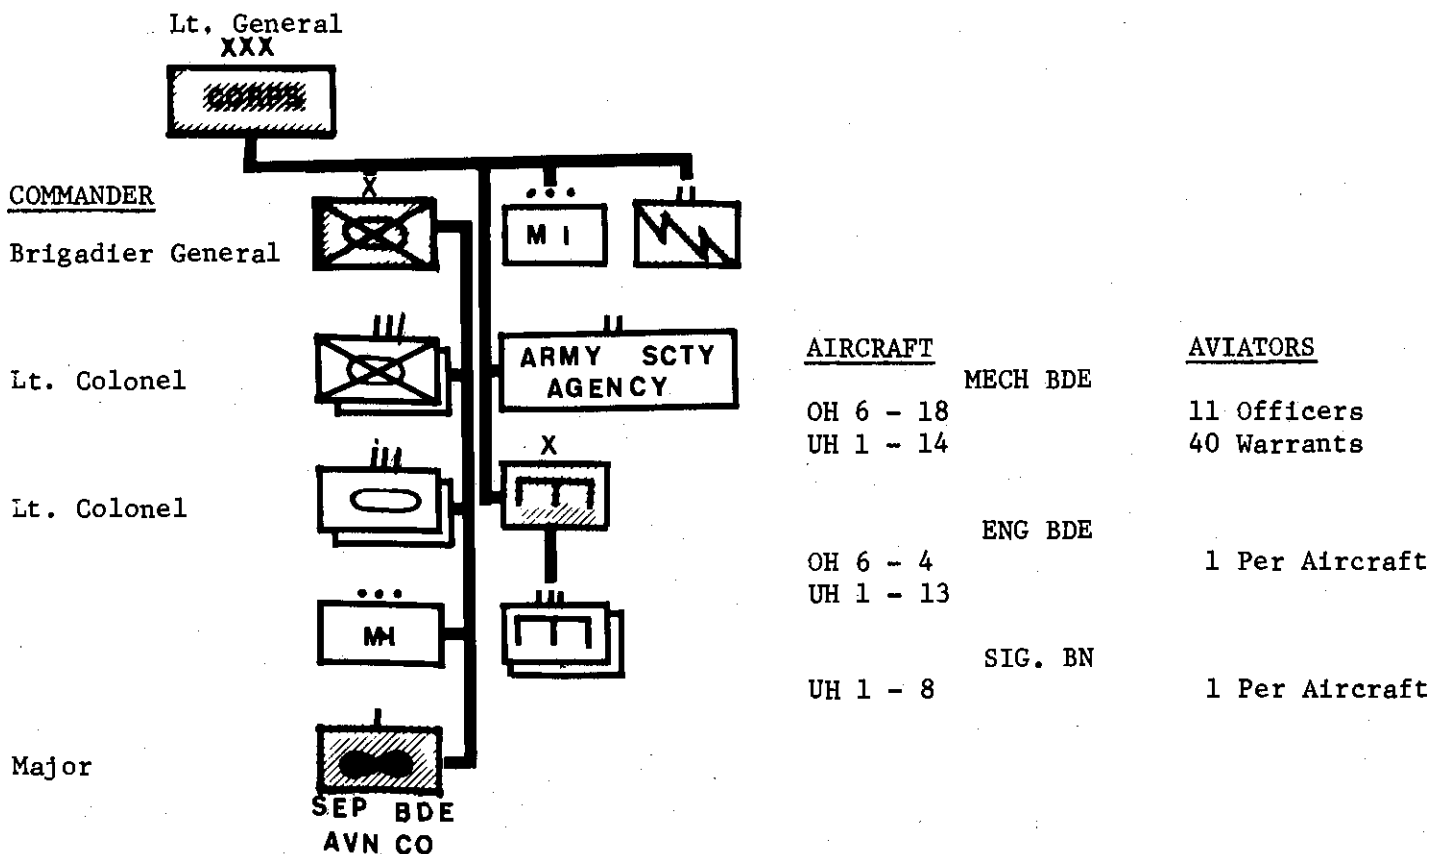 Lt. General
XXX
CORPS
COMMANDER
X
Brigadier General
M I
Lt. Colonel
ARMY SCTY
AGENCY
X
Lt. Colonel
MI
Major
SEP BDE
AVN CO
AIRCRAFT AVIATORS
MECH BDE
OH 6 - 18 11 Officers
UH 1 - 14 40 Warrants
ENG BDE
OH 6 - 4 1 Per Aircraft
UH 1 - 13
SIG. BN
UH 1 - 8 1 Per Aircraft